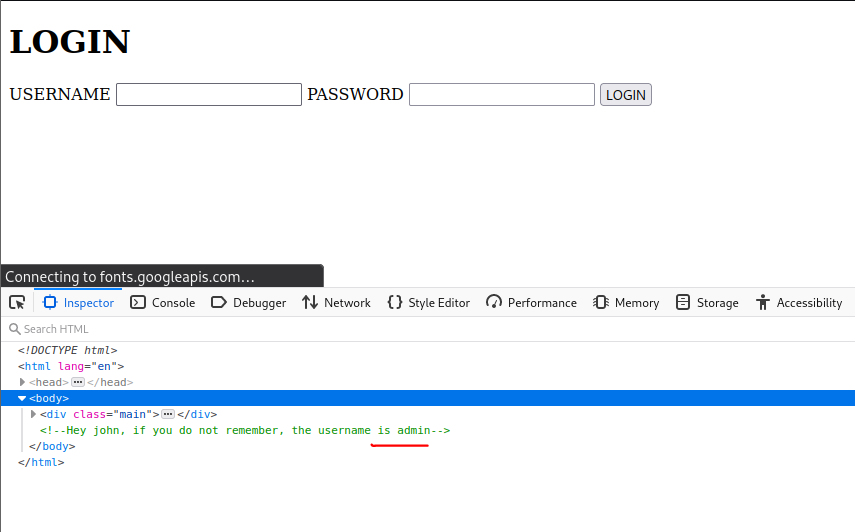 LOGIN
USERNAME PASSWORD LOGIN
Connecting to fonts.googleapis.com…
Inspector Console Debugger Network Style Editor Performance Memory Storage Accessibility
Search HTML
<!DOCTYPE html>
<html lang="en">
<head> ••• </head>
<body>
<div class="main"> ••• </div>
<!--Hey john, if you do not remember, the username is admin-->
</body>
</html>